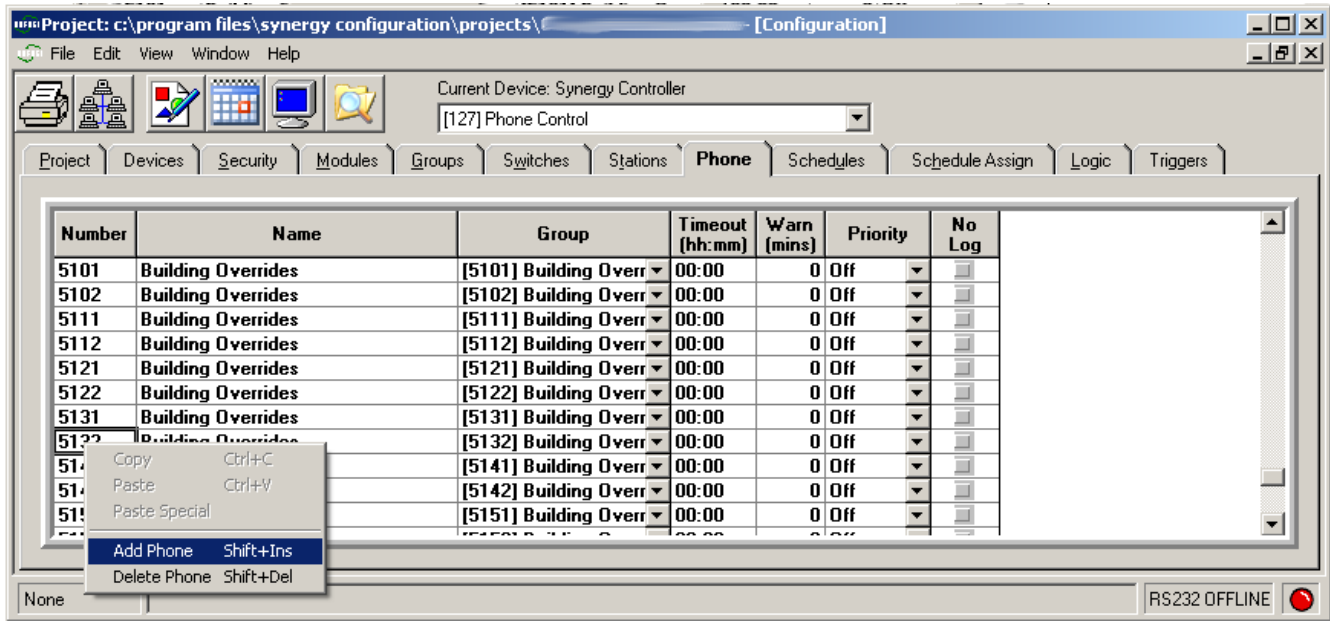 Project: c:\program files\synergy configuration\projects\ - [Configuration]
File Edit View Window Help
Current Device: Synergy Controller
[127] Phone Control
Project Devices Security Modules Groups Switches Stations Phone Schedules Schedule Assign Logic Triggers
Number Name Group Timeout (hh:mm) Warn (mins) Priority No Log
5101 Building Overrides [5101] Building Overr 00:00 0 Off
5102 Building Overrides [5102] Building Overr 00:00 0 Off
5111 Building Overrides [5111] Building Overr 00:00 0 Off
5112 Building Overrides [5112] Building Overr 00:00 0 Off
5121 Building Overrides [5121] Building Overr 00:00 0 Off
5122 Building Overrides [5122] Building Overr 00:00 0 Off
5131 Building Overrides [5131] Building Overr 00:00 0 Off
5132 Building Overrides [5132] Building Overr 00:00 0 Off
514 [5141] Building Overr 00:00 0 Off
514 [5142] Building Overr 00:00 0 Off
515 [5151] Building Overr 00:00 0 Off
Copy Ctrl+C
Paste Ctrl+V
Paste Special
Add Phone Shift+Ins
Delete Phone Shift+Del
None RS232 OFFLINE